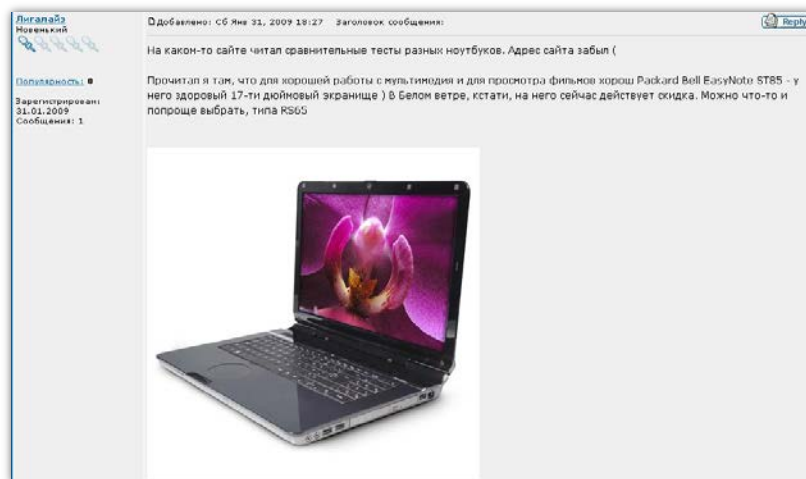 Лигалайз
Новенький
Популярность: 0
Зарегистрирован:
31.01.2009
Сообщения: 1
Добавлено: Сб Янв 31, 2009 18:27 Заголовок сообщения:
Reply
На каком-то сайте читал сравнительные тесты разных ноутбуков. Адрес сайта забыл (
Прочитал я там, что для хорошей работы с мультимедия и для просмотра фильмов хорош Packard Bell EasyNote ST85 - у
него здоровый 17-ти дюймовый экранище ) В Белом ветре, кстати, на него сейчас действует скидка. Можно что-то и
попроще выбрать, типа RS65